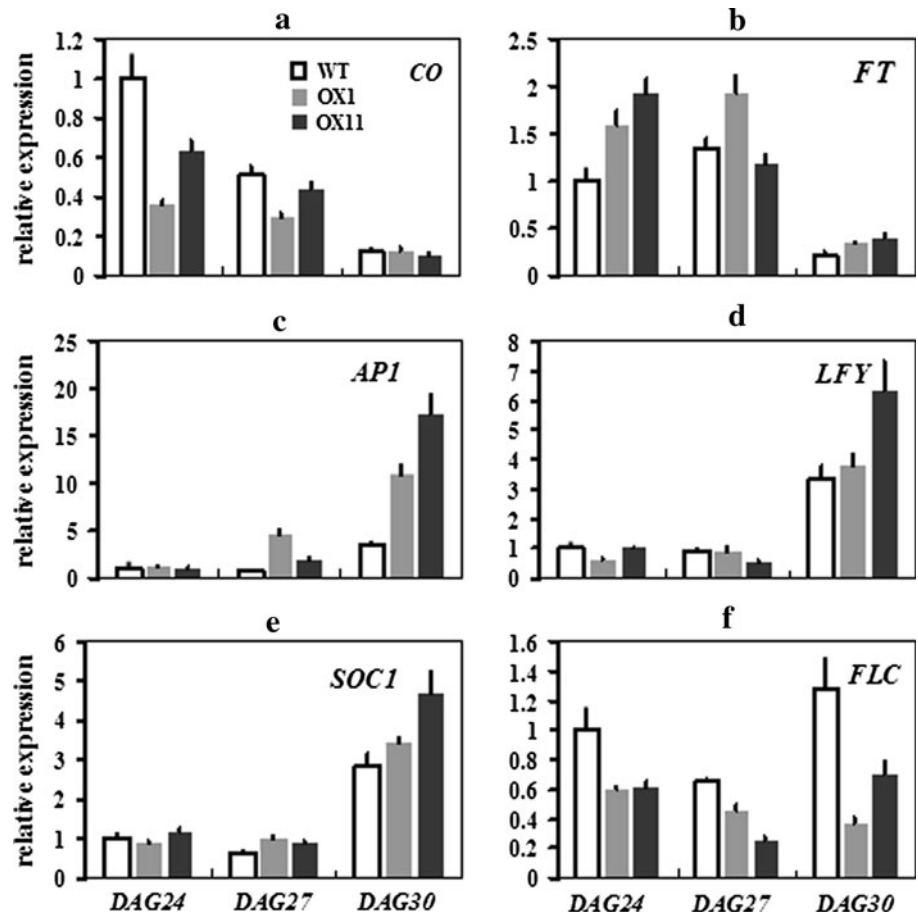 a
b
relative expression
1.2
1
0.8
0.6
0.4
0.2
0
WT
OX1
OX11
CO
2.5
2
1.5
1
0.5
0
FT
c
d
relative expression
25
20
15
10
5
0
AP1
8
7
6
5
4
3
2
1
0
LFY
e
f
relative expression
6
5
4
3
2
1
0
SOC1
1.6
1.4
1.2
1
0.8
0.6
0.4
0.2
0
FLC
DAG24 DAG27 DAG30
DAG24 DAG27 DAG30